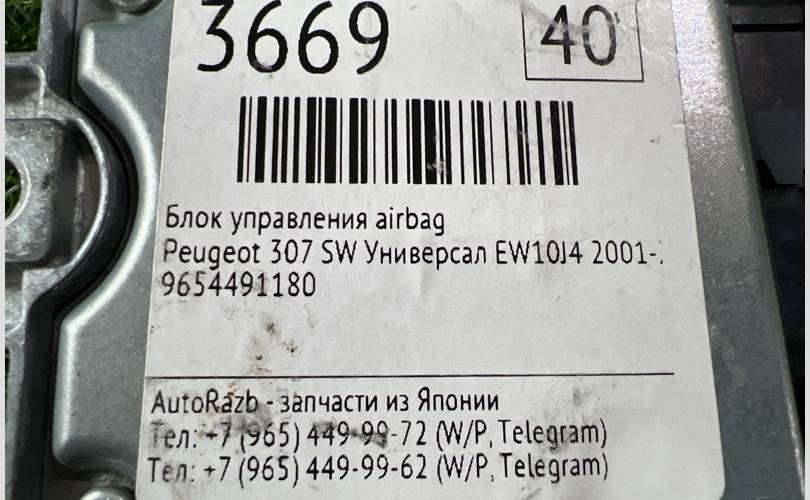 3669
40
Блок управления airbag
Peugeot 307 SW Универсал EW10J4 2001-.
9654491180
AutoRazb - запчасти из Японии
Тел: +7 (965) 449-99-72 (W/P, Telegram)
Тел: +7 (965) 449-99-62 (W/P, Telegram)